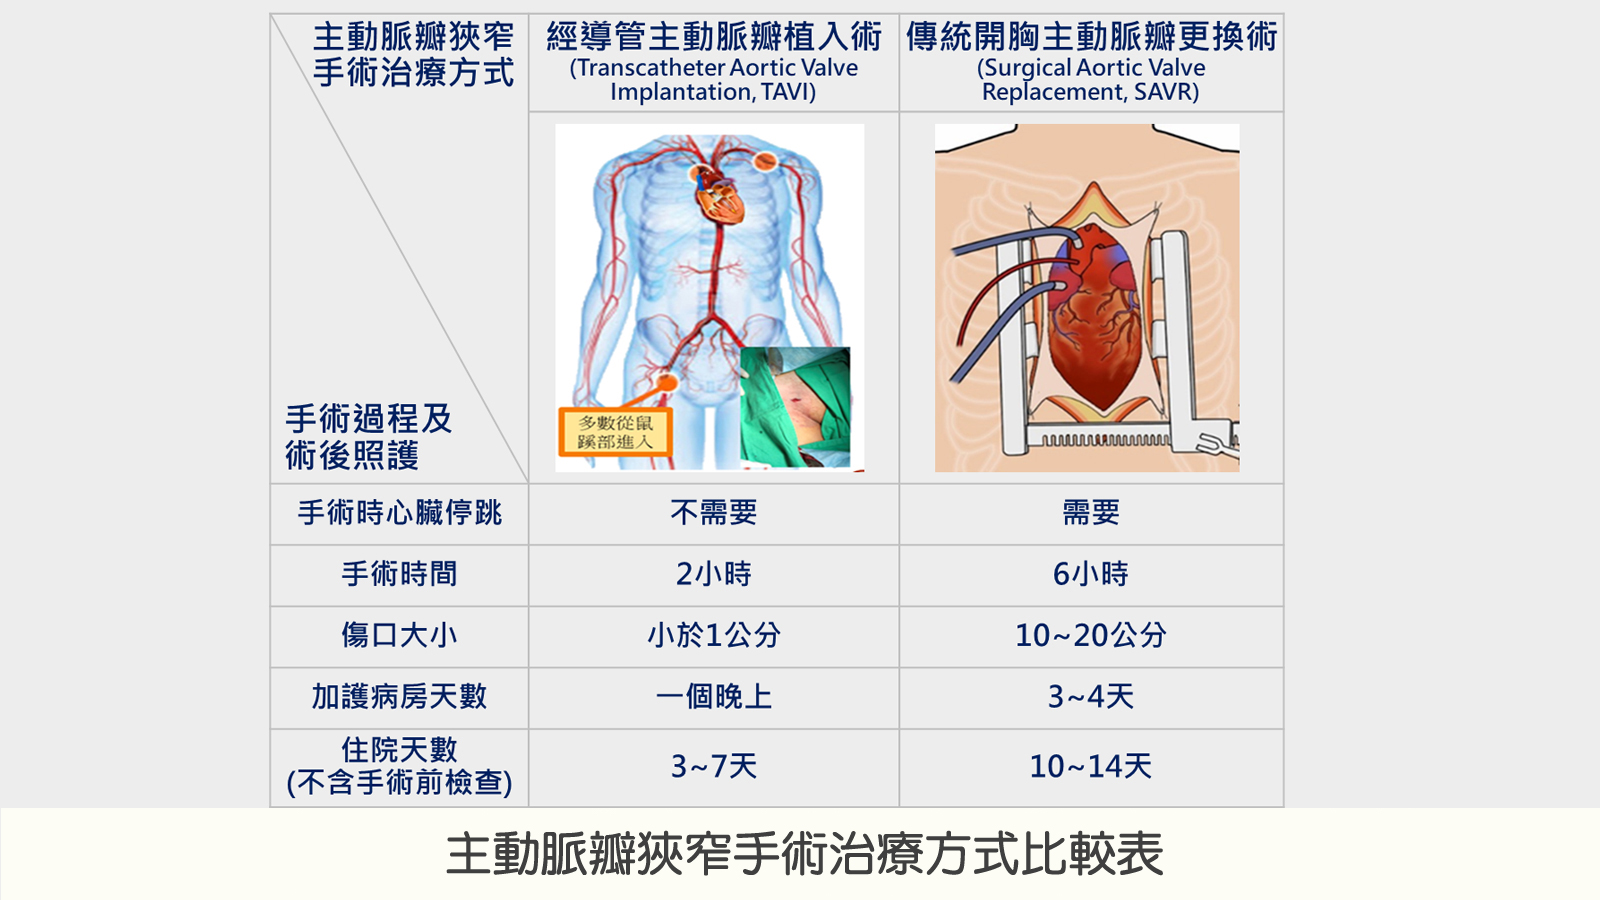 主動脈瓣狹窄
手術治療方式
手術過程及
術後照護
經導管主動脈瓣植入術
(Transcatheter Aortic Valve
Implantation, TAVI)
傳統開胸主動脈瓣更換術
(Surgical Aortic Valve
Replacement, SAVR)
多數從鼠
蹊部進入
手術時心臟停跳
不需要
需要
手術時間
2小時
6小時
傷口大小
小於1公分
10~20公分
加護病房天數
一個晚上
3~4天
住院天數
(不含手術前檢查)
3~7天
10~14天
主動脈瓣狹窄手術治療方式比較表